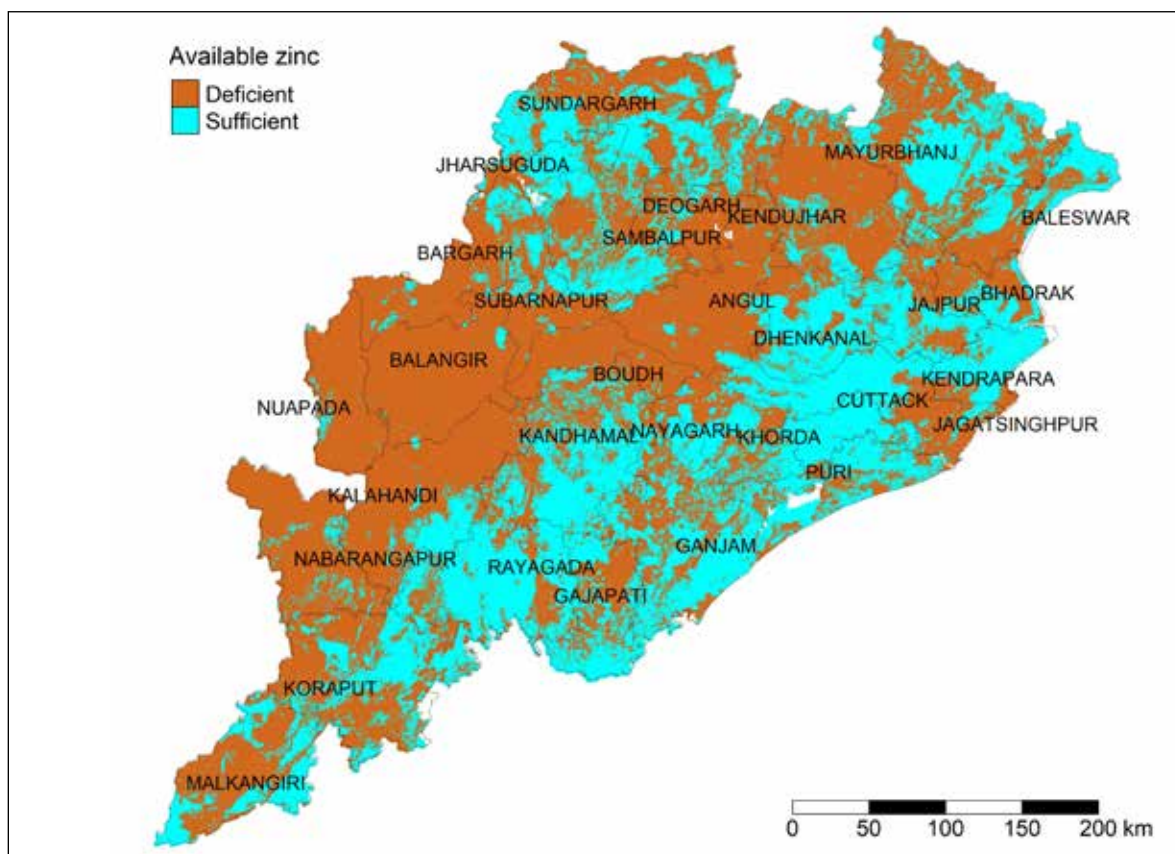 Available zinc
Deficient
Sufficient
SUNDARGARH
MAYURBHANJ
JHARSUGUDA
DEOGARH
KENDUJHAR
BALESWAR
SAMBALPUR
BARGARH
SUBARNAPUR
ANGUL
JAJPUR
BHADRAK
DHENKANAL
BALANGIR
BOUDH
KENDRAPARA
NUAPADA
CUTTACK
JAGATSINGHPUR
KANDHAMAL
NAYAGARH
KHORDA
PURI
KALAHANDI
GANJAM
NABARANGAPUR
RAYAGADA
GAJAPATI
KORAPUT
MALKANGIRI
0 50 100 150 200 km